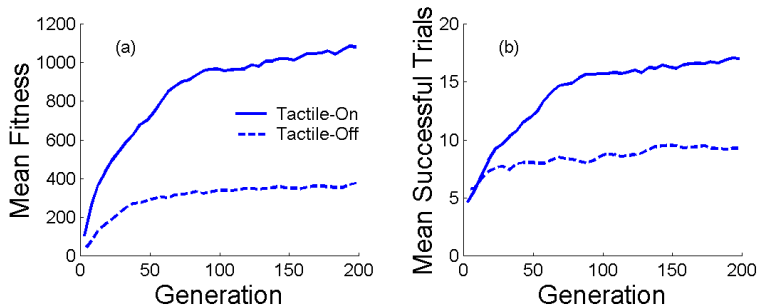 1200
1000
800
600
400
200
0
0
50
100
150
200
Mean Fitness
Generation
(a)
Tactile-On
Tactile-Off
20
15
10
5
0
0
50
100
150
200
Mean Successful Trials
Generation
(b)